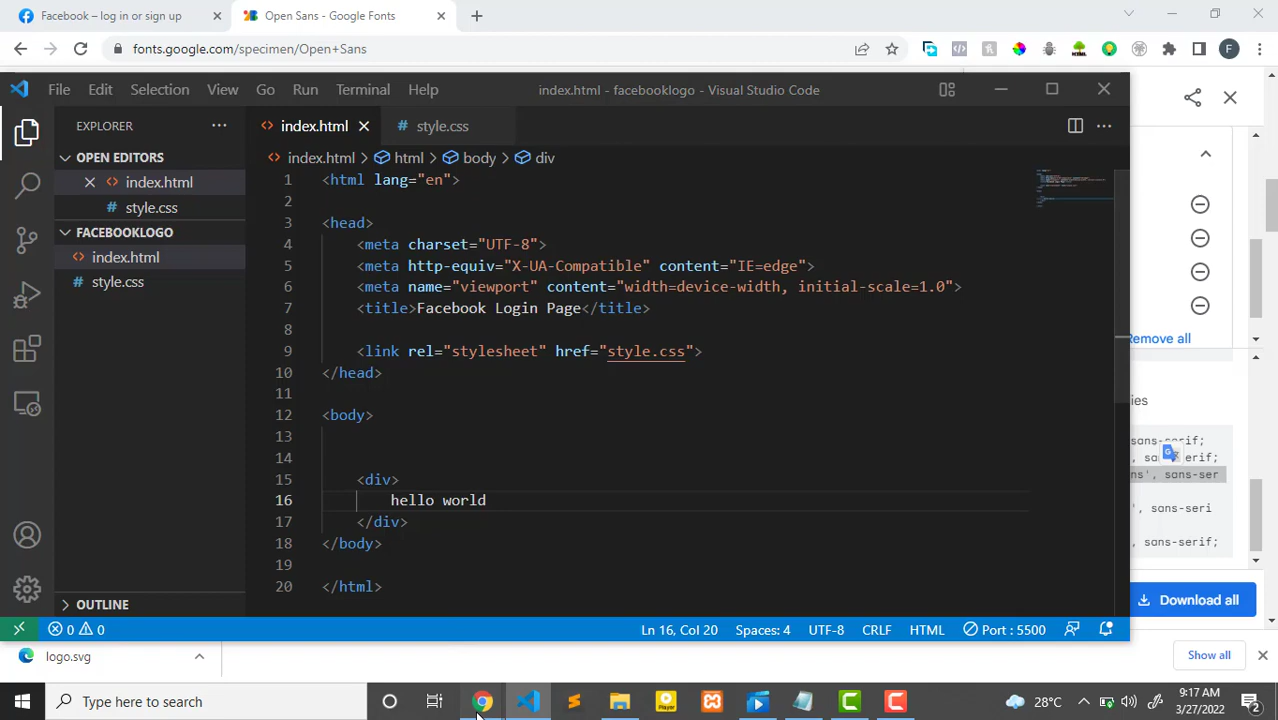 Facebook – log in or sign up
Open Sans - Google Fonts
fonts.google.com/specimen/Open+Sans
F
File Edit Selection View Go Run Terminal Help
index.html - facebooklogo - Visual Studio Code
EXPLORER
index.html
style.css
OPEN EDITORS
index.html > html > body > div
index.html
style.css
FACEBOOKLOGO
index.html
style.css
1 <html lang="en">
2
3 <head>
4 <meta charset="UTF-8">
5 <meta http-equiv="X-UA-Compatible" content="IE=edge">
6 <meta name="viewport" content="width=device-width, initial-scale=1.0">
7 <title>Facebook Login Page</title>
8
9 <link rel="stylesheet" href="style.css">
10 </head>
11
12 <body>
13
14
15 <div>
16 hello world
17 </div>
18 </body>
19
20 </html>
emove all
ies
sans-serif;
, erif;
ns', sans-ser
', sans-seri
, sans-serif;
Download all
OUTLINE
0 0
Ln 16, Col 20
Spaces: 4
UTF-8
CRLF
HTML
Port : 5500
logo.svg
Show all
Type here to search
Player
28°C
9:17 AM
3/27/2022
2